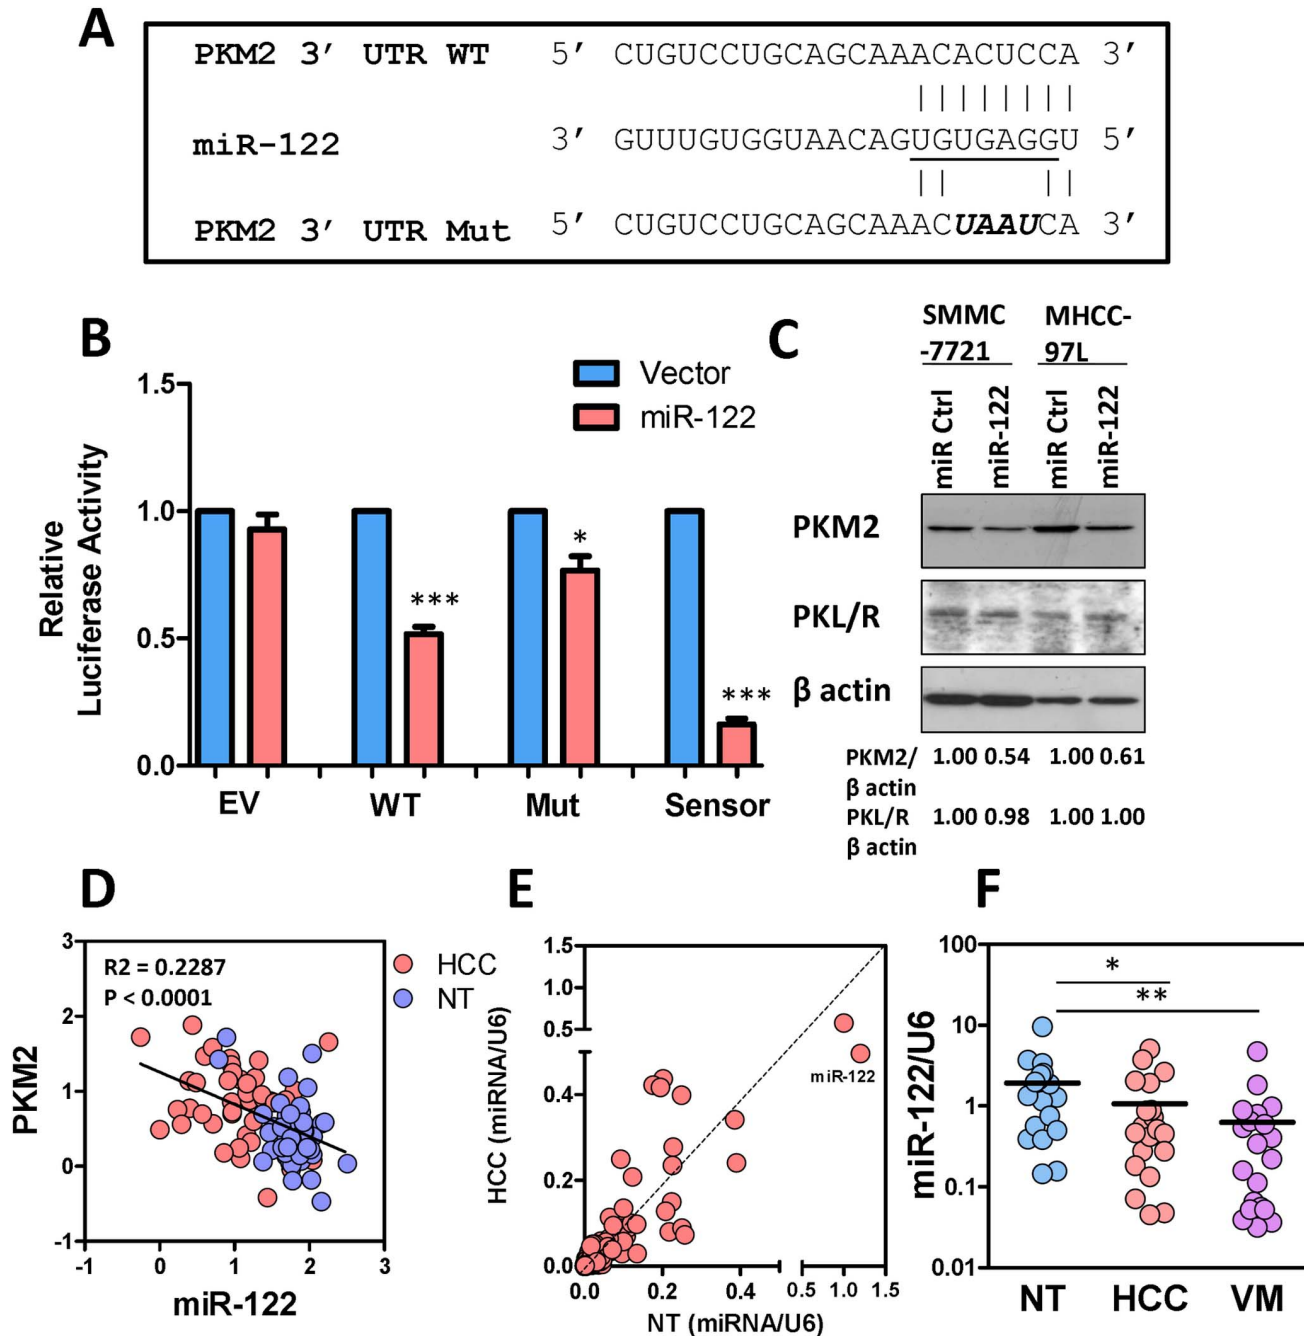 A
PKM2 3′ UTR WT 5′ CUGUCCUGCAGCAAACACUCCA 3′
miR-122 3′ GUUUGUGGUAACAGUGUGAGGU 5′
PKM2 3′ UTR Mut 5′ CUGUCCUGCAGCAAACUAAUCA 3′
B
Vector
miR-122
Relative
Luciferase Activity
1.5
1.0
0.5
0.0
***
*
***
EV WT Mut Sensor
C
SMMC
-7721
MHCC-
97L
miR Ctrl
miR-122
miR Ctrl
miR-122
PKM2
PKL/R
β actin
PKM2/
β actin
1.00 0.54 1.00 0.61
PKL/R
β actin
1.00 0.98 1.00 1.00
D
R2 = 0.2287
P < 0.0001
HCC
NT
PKM2
3
2
1
0
-1
-1 0 1 2 3
miR-122
E
HCC (miRNA/U6)
1.5
1.0
0.5
0.4
0.2
0.0
miR-122
0.0 0.2 0.4 0.5 1.0 1.5
NT (miRNA/U6)
F
miR-122/U6
100
10
1
0.1
0.01
*
**
NT HCC VM